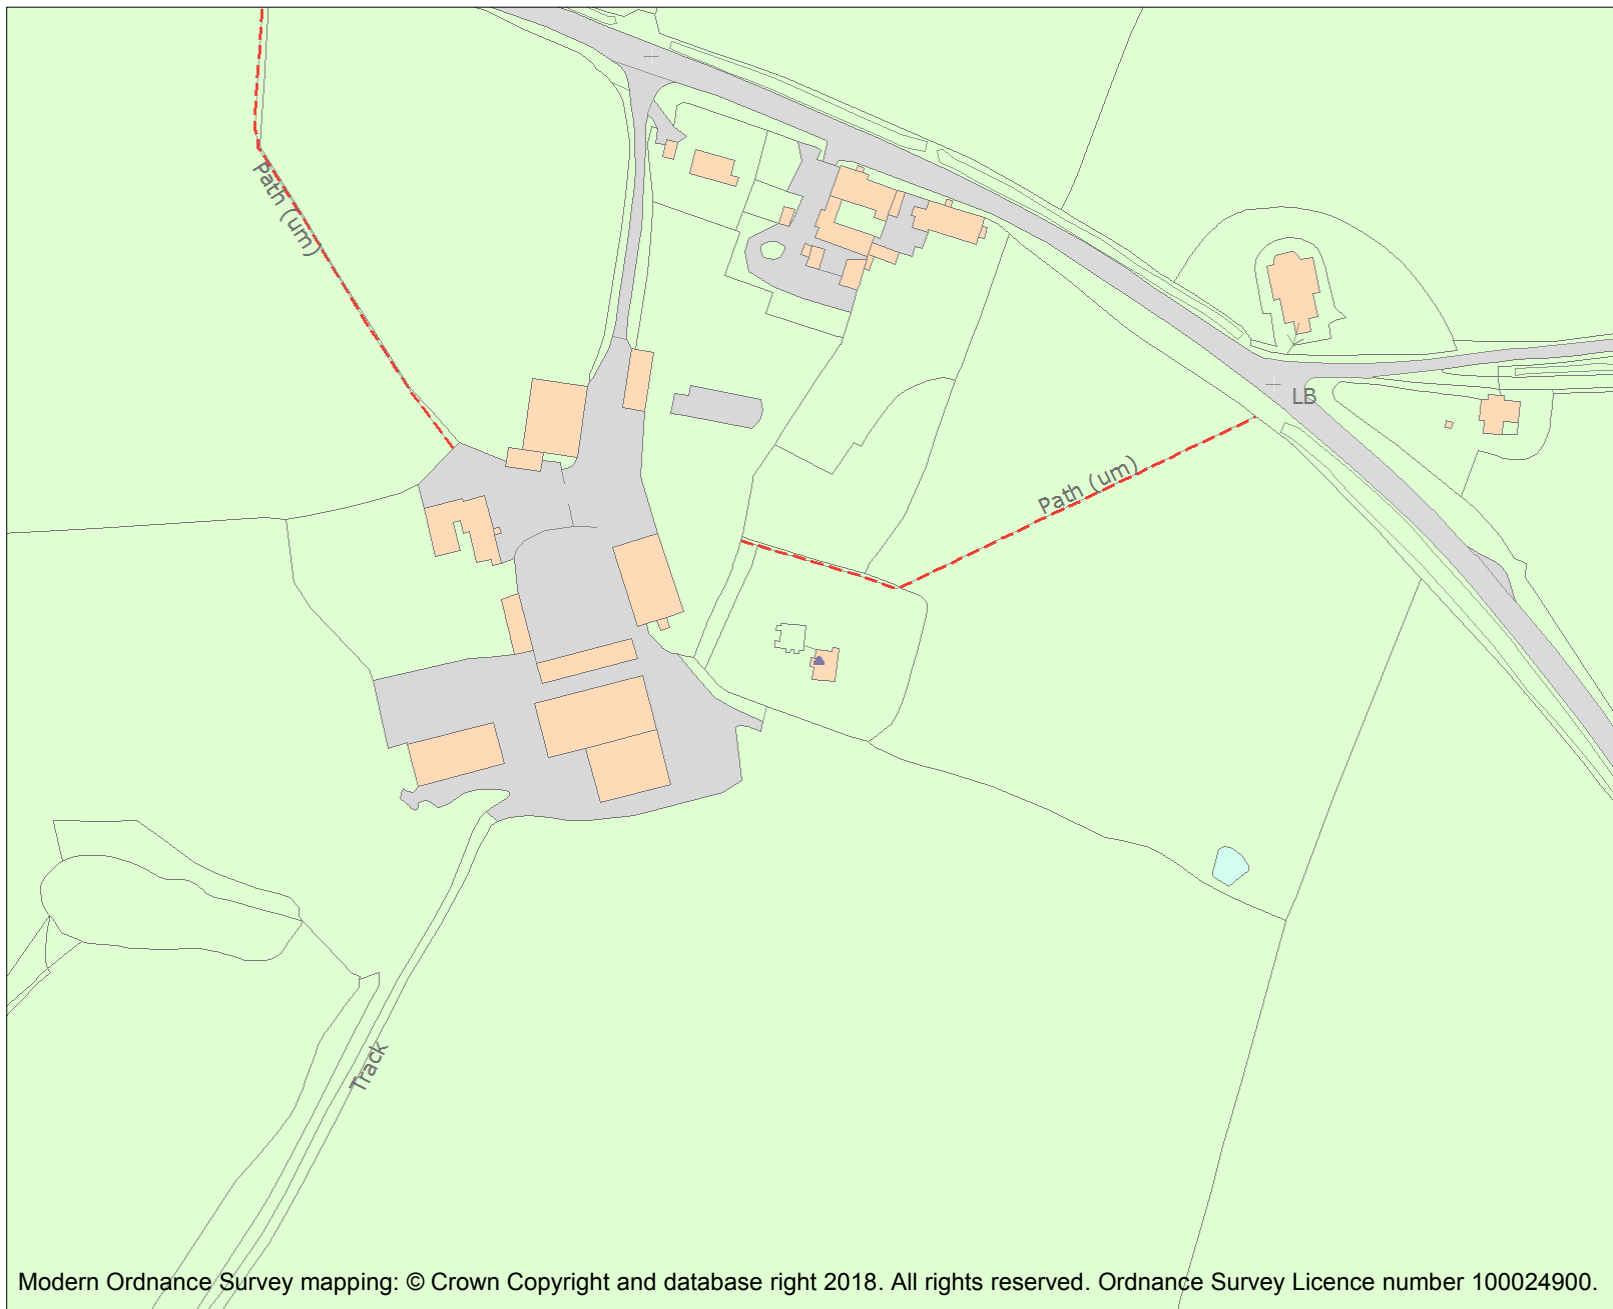 Path (um)
LB
Path (um)
Track
Modern Ordnance Survey mapping: © Crown Copyright and database right 2018. All rights reserved. Ordnance Survey Licence number 100024900.